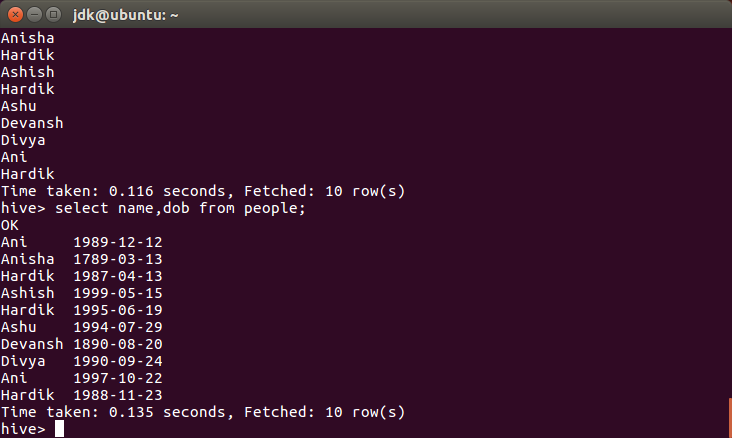 jdk@ubuntu: ~
Anisha
Hardik
Ashish
Hardik
Ashu
Devansh
Divya
Ani
Hardik
Time taken: 0.116 seconds, Fetched: 10 row(s)
hive> select name,dob from people;
OK
Ani     1989-12-12
Anisha  1789-03-13
Hardik  1987-04-13
Ashish  1999-05-15
Hardik  1995-06-19
Ashu    1994-07-29
Devansh 1890-08-20
Divya   1990-09-24
Ani     1997-10-22
Hardik  1988-11-23
Time taken: 0.135 seconds, Fetched: 10 row(s)
hive>